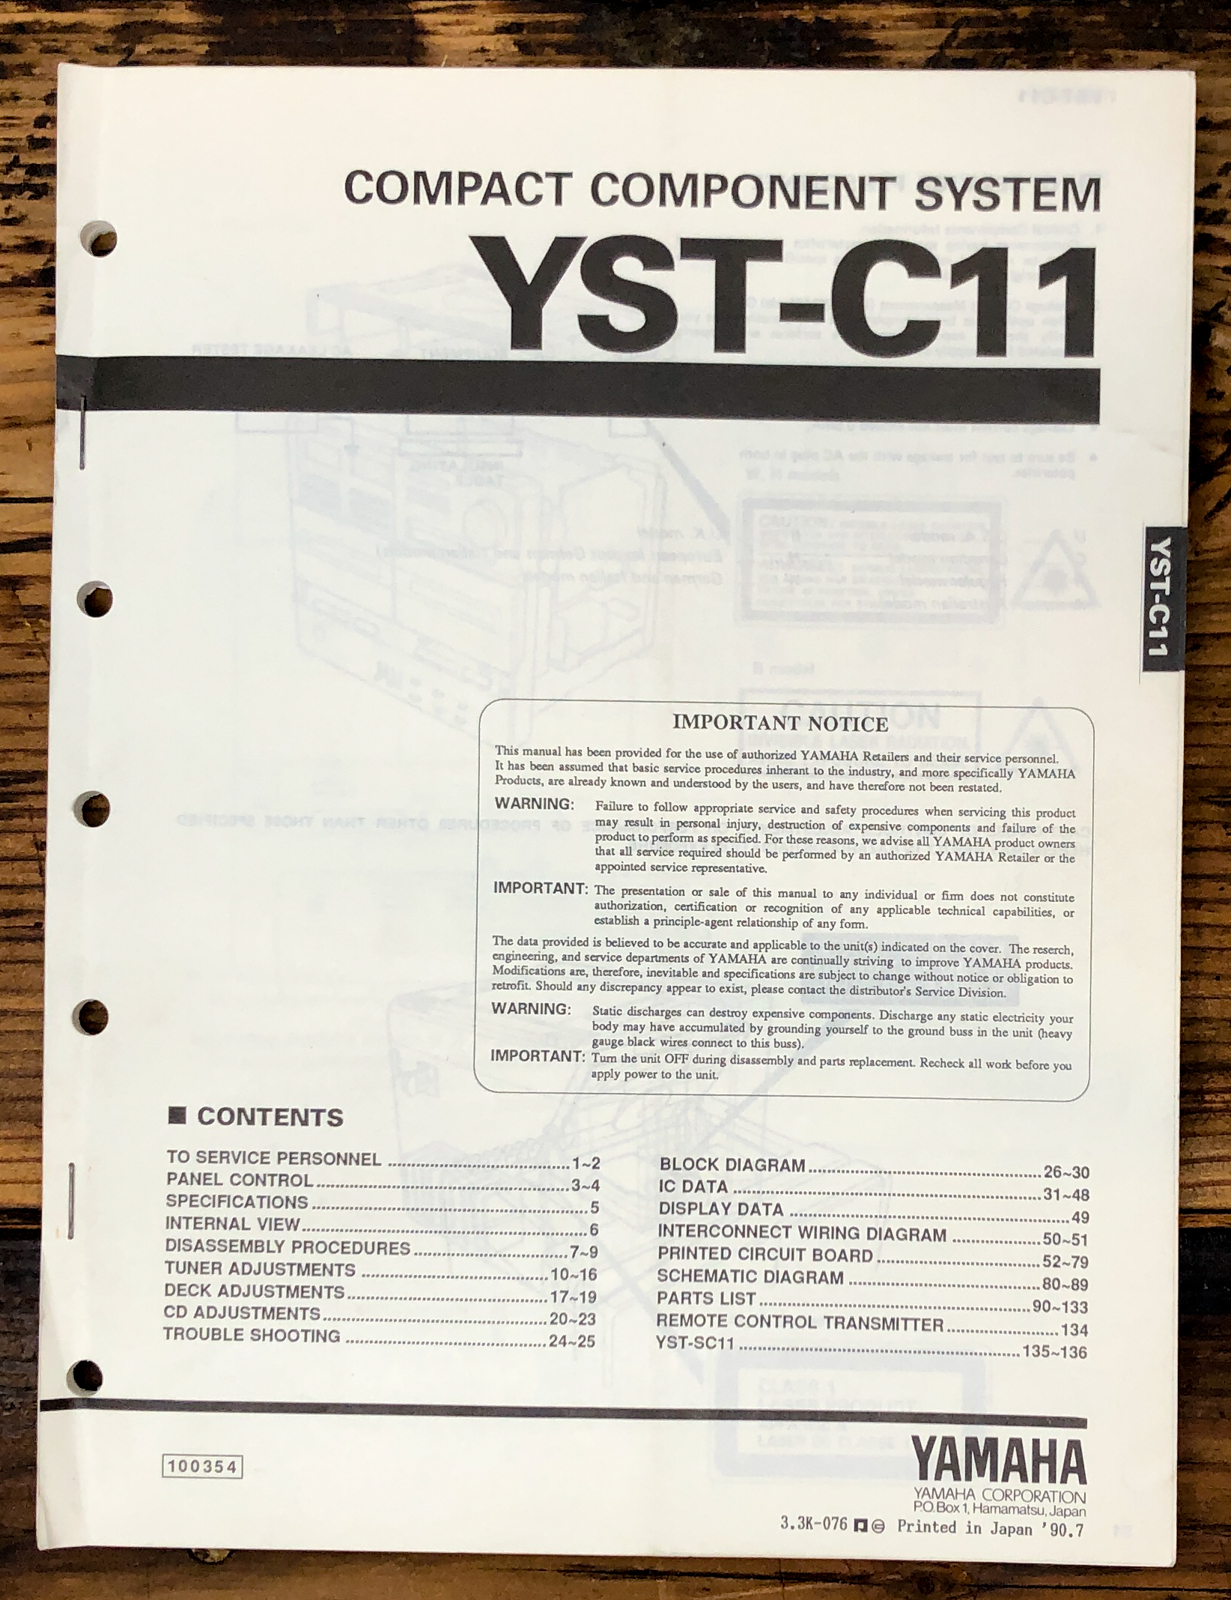 COMPACT COMPONENT SYSTEM
YST-C11
YST-C11
IMPORTANT NOTICE
This manual has been provided for the use of authorized YAMAHA Retailers and their service personnel.
It has been assumed that basic service procedures inherant to the industry, and more specifically YAMAHA
Products, are already known and understood by the users, and have therefore not been restated.
WARNING: Failure to follow appropriate service and safety procedures when servicing this product
may result in personal injury, destruction of expensive components and failure of the
product to perform as specified. For these reasons, we advise all YAMAHA product owners
that all service required should be performed by an authorized YAMAHA Retailer or the
appointed service representative.
IMPORTANT: The presentation or sale of this manual to any individual or firm does not constitute
authorization, certification or recognition of any applicable technical capabilities, or
establish a principle-agent relationship of any form.
The data provided is believed to be accurate and applicable to the unit(s) indicated on the cover. The reserch,
engineering, and service departments of YAMAHA are continually striving to improve YAMAHA products.
Modifications are, therefore, inevitable and specifications are subject to change without notice or obligation to
retrofit. Should any discrepancy appear to exist, please contact the distributor's Service Division.
WARNING: Static discharges can destroy expensive components. Discharge any static electricity your
body may have accumulated by grounding yourself to the ground buss in the unit (heavy
gauge black wires connect to this buss).
IMPORTANT: Turn the unit OFF during disassembly and parts replacement. Recheck all work before you
apply power to the unit.
■ CONTENTS
TO SERVICE PERSONNEL ........ 1~2
PANEL CONTROL ........ 3~4
SPECIFICATIONS ........ 5
INTERNAL VIEW ........ 6
DISASSEMBLY PROCEDURES ........ 7~9
TUNER ADJUSTMENTS ........ 10~16
DECK ADJUSTMENTS ........ 17~19
CD ADJUSTMENTS ........ 20~23
TROUBLE SHOOTING ........ 24~25
BLOCK DIAGRAM ........ 26~30
IC DATA ........ 31~48
DISPLAY DATA ........ 49
INTERCONNECT WIRING DIAGRAM ........ 50~51
PRINTED CIRCUIT BOARD ........ 52~79
SCHEMATIC DIAGRAM ........ 80~89
PARTS LIST ........ 90~133
REMOTE CONTROL TRANSMITTER ........ 134
YST-SC11 ........ 135~136
100354
YAMAHA
YAMAHA CORPORATION
P.O.Box 1, Hamamatsu, Japan
3.3K-076 Printed in Japan '90.7